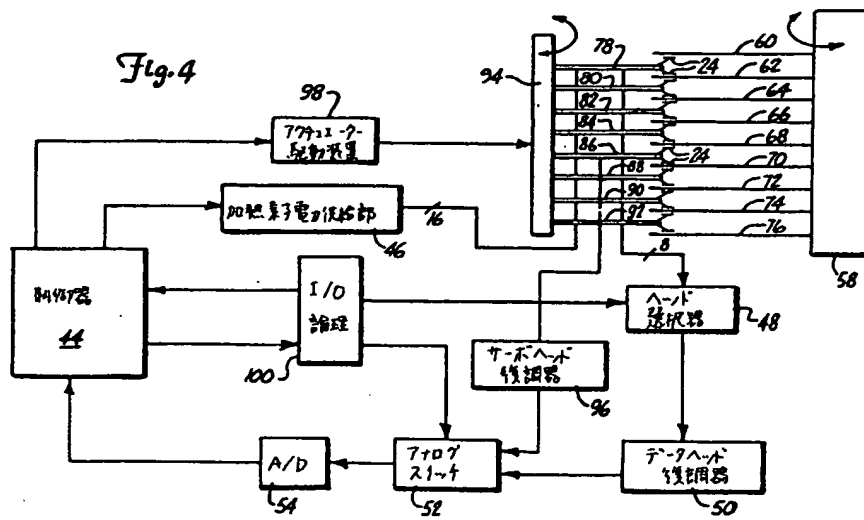 Fig.4
94
78
60
24
62
80
64
82
66
84
68
86
24
70
88
72
90
74
92
76
58
98
アクチュエーター
駆動装置
加熱素子電力供給部
46
16
8
制御器
44
I/O
論理
100
ヘッド
選択器
48
サーボヘッド
復調器
96
A/D
54
アナログ
スイッチ
52
データヘッド
復調器
50